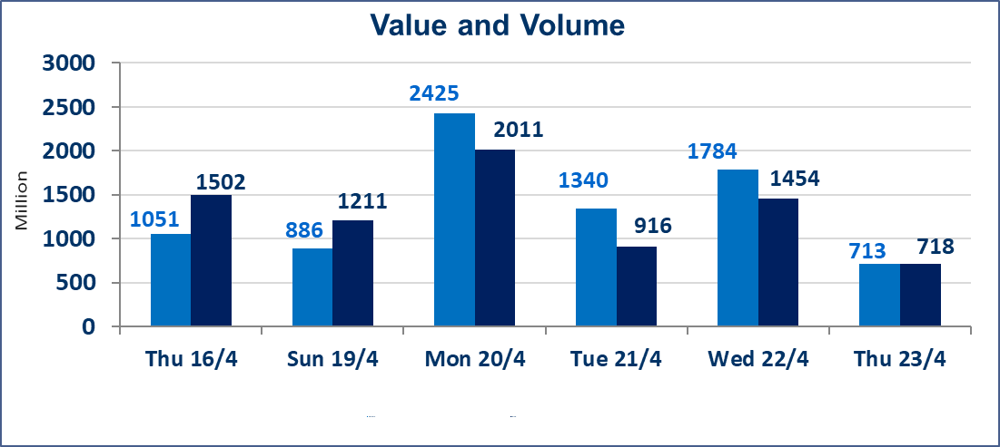 Value and Volume
3000
2500
2000
1500
1000
500
0
Million
1051
1502
886
1211
2425
2011
1340
916
1784
1454
713
718
Thu 16/4
Sun 19/4
Mon 20/4
Tue 21/4
Wed 22/4
Thu 23/4